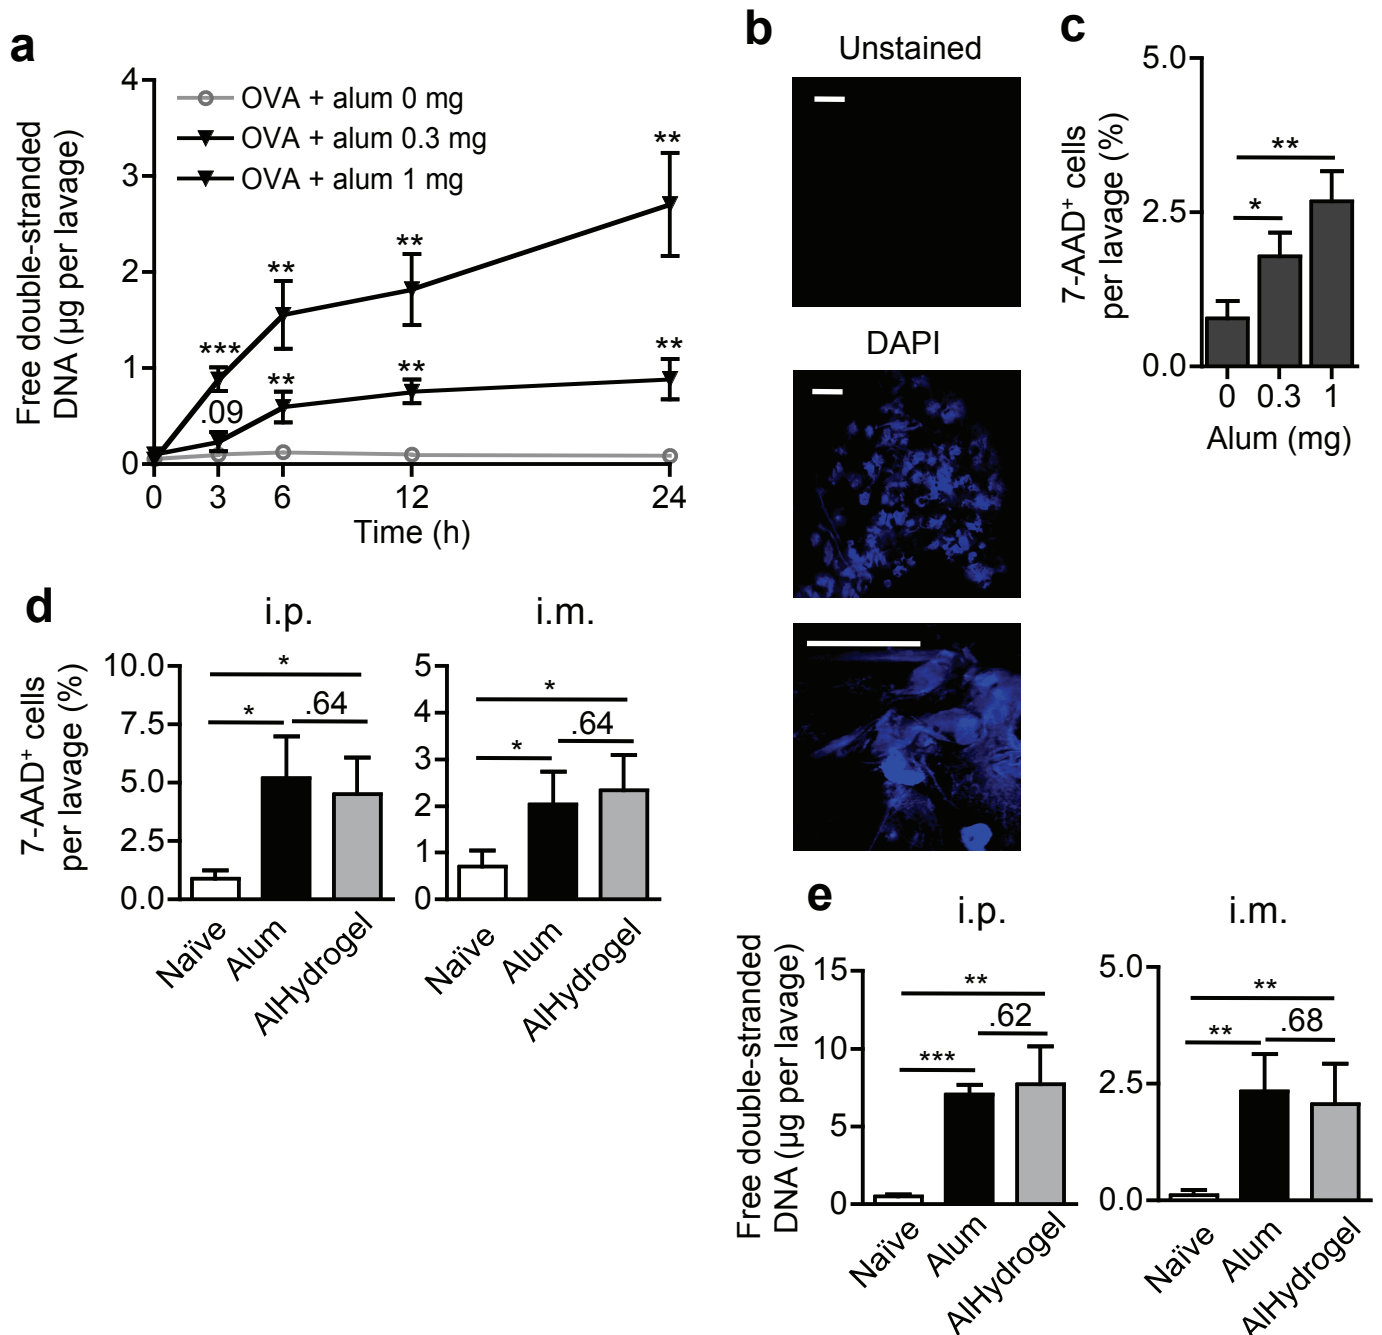 a
Free double-stranded
DNA (µg per lavage)
4
3
2
1
0
OVA + alum 0 mg
OVA + alum 0.3 mg
OVA + alum 1 mg
***
**
**
**
.09
**
**
**
0 3 6 12 24
Time (h)
b
Unstained
DAPI
c
7-AAD⁺ cells
per lavage (%)
5.0
2.5
0.0
**
*
0 0.3 1
Alum (mg)
d
7-AAD⁺ cells
per lavage (%)
i.p.
10.0
7.5
5.0
2.5
0.0
*
*
.64
Naïve
Alum
AlHydrogel
i.m.
5
4
3
2
1
0
*
*
.64
Naïve
Alum
AlHydrogel
e
Free double-stranded
DNA (µg per lavage)
i.p.
15
10
5
0
**
***
.62
Naïve
Alum
AlHydrogel
i.m.
5.0
2.5
0.0
**
**
.68
Naïve
Alum
AlHydrogel